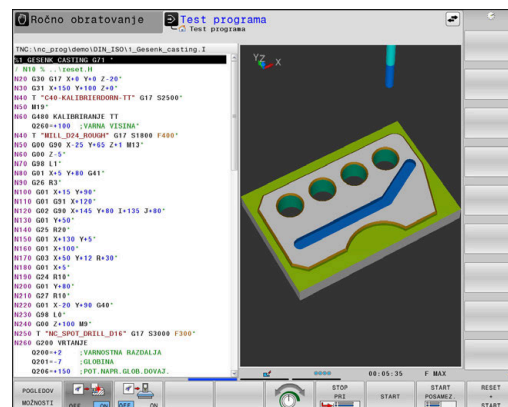 Ročno obratovanje
Test programa
Test programa
TNC:\nc_prog\demo\DIN_ISO\1_Gesenk_casting.I
%1_GESENK_CASTING G71 *
/ N10 % ..\reset.H
N20 G30 G17 X+0 Y+0 Z-20*
N30 G31 X+150 Y+100 Z+0*
N40 T "C40-KALIBRIERDORN-TT" G17 S2500*
N50 M19*
N60 G480 KALIBRIRANJE TT
Q260=+100 ;VARNA VISINA*
N40 T "MILL_D24_ROUGH" G17 S1800 F400*
N50 G00 G90 X-25 Y+65 Z+1 M13*
N60 G00 Z-5*
N70 G98 L1*
N80 G01 X+5 Y+80 G41*
N90 G26 R3*
N100 G01 X+15 Y+90*
N110 G01 G91 X+120*
N120 G02 G90 X+145 Y+80 I+135 J+80*
N130 G01 Y+50*
N140 G25 R20*
N150 G01 X+130 Y+5*
N160 G01 X+100*
N170 G03 X+50 Y+12 R+30*
N180 G01 X+5*
N190 G24 R10*
N200 G01 Y+80*
N210 G27 R10*
N220 G01 X-20 Y+90 G40*
N230 G98 L0*
N240 G00 Z+100 M9*
N250 T "NC_SPOT_DRILL_D16" G17 S3000 F300*
N260 G200 VRTANJE
Q200=+2 ;VARNOSTNA RAZDALJA
Q201=-7 ;GLOBINA
Q206=+150 ;POT.NAPR.GLOB.DOVAJ.
YZ X
00:05:35 F MAX
POGLEDOV
MOŽNOSTI
OFF ON
OFF ON
STOP
PRI
START
START
POSAMEZ.
RESET
+
START